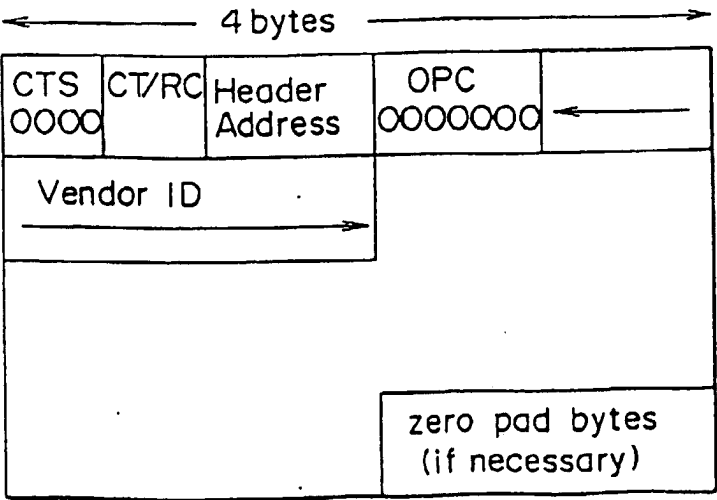 4 bytes
CTS
0000
CT/RC
Header
Address
OPC
0000000
Vendor ID
zero pad bytes
(if necessary)